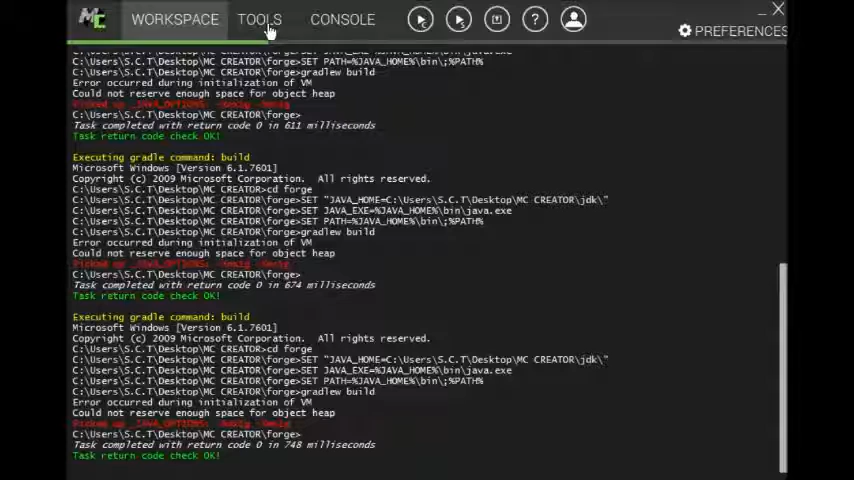 WORKSPACE TOOLS CONSOLE
PREFERENCES
C:\Users\S.C.T\Desktop\MC CREATOR\forge>SET PATH=%JAVA_HOME%\bin\;%PATH%
C:\Users\S.C.T\Desktop\MC CREATOR\forge>gradlew build
Error occurred during initialization of VM
Could not reserve enough space for object heap
Picked up _JAVA_OPTIONS:
C:\Users\S.C.T\Desktop\MC CREATOR\forge>
Task completed with return code 0 in 611 milliseconds
Task return code check OK!
Executing gradle command: build
Microsoft Windows [Version 6.1.7601]
Copyright (c) 2009 Microsoft Corporation.  All rights reserved.
C:\Users\S.C.T\Desktop\MC CREATOR>cd forge
C:\Users\S.C.T\Desktop\MC CREATOR\forge>SET "JAVA_HOME=C:\Users\S.C.T\Desktop\MC CREATOR\jdk\"
C:\Users\S.C.T\Desktop\MC CREATOR\forge>SET JAVA_EXE=%JAVA_HOME%\bin\java.exe
C:\Users\S.C.T\Desktop\MC CREATOR\forge>SET PATH=%JAVA_HOME%\bin\;%PATH%
C:\Users\S.C.T\Desktop\MC CREATOR\forge>gradlew build
Error occurred during initialization of VM
Could not reserve enough space for object heap
Picked up _JAVA_OPTIONS:
C:\Users\S.C.T\Desktop\MC CREATOR\forge>
Task completed with return code 0 in 674 milliseconds
Task return code check OK!
Executing gradle command: build
Microsoft Windows [Version 6.1.7601]
Copyright (c) 2009 Microsoft Corporation.  All rights reserved.
C:\Users\S.C.T\Desktop\MC CREATOR>cd forge
C:\Users\S.C.T\Desktop\MC CREATOR\forge>SET "JAVA_HOME=C:\Users\S.C.T\Desktop\MC CREATOR\jdk\"
C:\Users\S.C.T\Desktop\MC CREATOR\forge>SET JAVA_EXE=%JAVA_HOME%\bin\java.exe
C:\Users\S.C.T\Desktop\MC CREATOR\forge>SET PATH=%JAVA_HOME%\bin\;%PATH%
C:\Users\S.C.T\Desktop\MC CREATOR\forge>gradlew build
Error occurred during initialization of VM
Could not reserve enough space for object heap
Picked up _JAVA_OPTIONS:
C:\Users\S.C.T\Desktop\MC CREATOR\forge>
Task completed with return code 0 in 748 milliseconds
Task return code check OK!